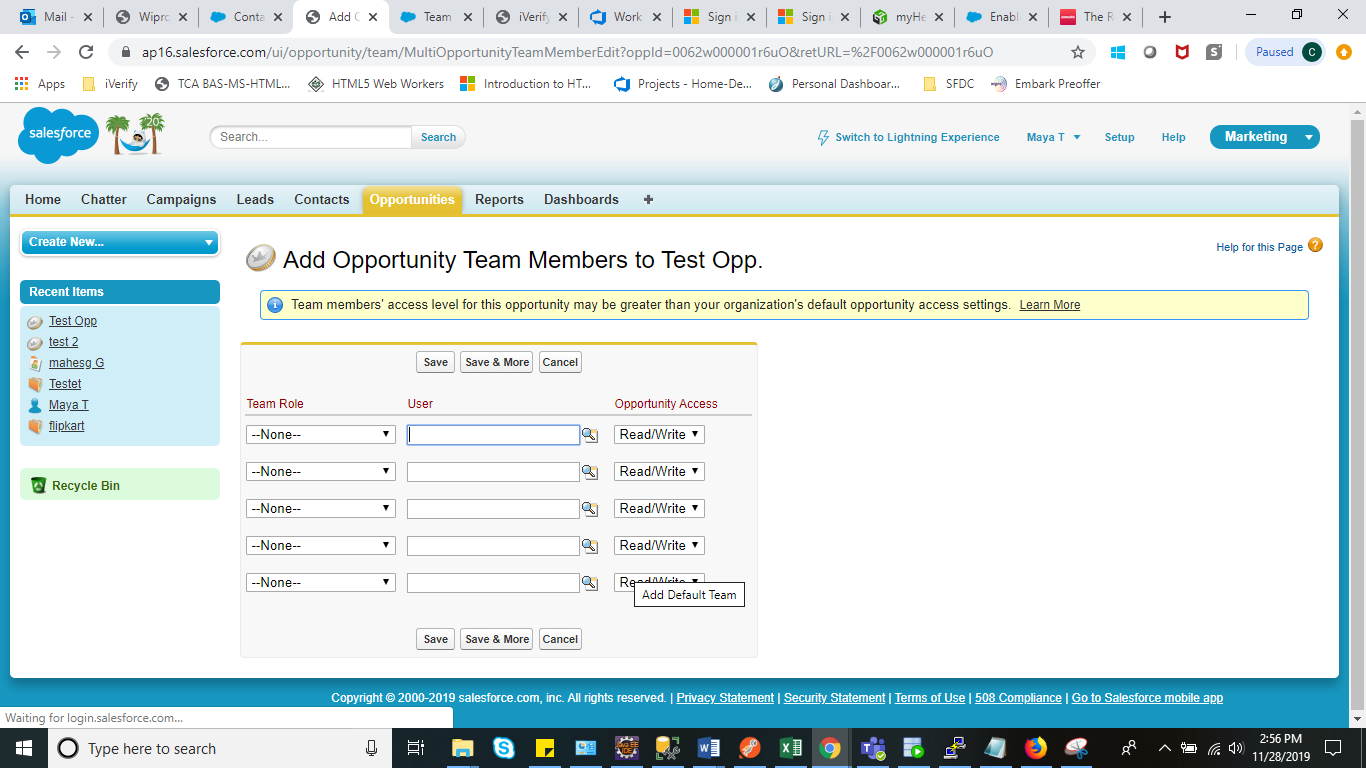 Mail -
Wipro
Conta
Add O
Team
iVerify
Work
Sign i
Sign i
myHe
Enabl
The R
ap16.salesforce.com/ui/opportunity/team/MultiOpportunityTeamMemberEdit?oppId=0062w000001r6uO&retURL=%2F0062w000001r6uO
Paused C
Apps
iVerify
TCA BAS-MS-HTML...
HTML5 Web Workers
Introduction to HT...
Projects - Home-De...
Personal Dashboar...
SFDC
Embark Preoffer
salesforce
20
Search...
Search
Switch to Lightning Experience
Maya T
Setup
Help
Marketing
Home
Chatter
Campaigns
Leads
Contacts
Opportunities
Reports
Dashboards
+
Create New...
Recent Items
Test Opp
test 2
mahesg G
Testet
Maya T
flipkart
Recycle Bin
Add Opportunity Team Members to Test Opp.
Help for this Page ?
Team members' access level for this opportunity may be greater than your organization's default opportunity access settings. Learn More
Save Save & More Cancel
Team Role User Opportunity Access
--None-- Read/Write
--None-- Read/Write
--None-- Read/Write
--None-- Read/Write
--None-- Read/Write
Add Default Team
Save Save & More Cancel
Copyright © 2000-2019 salesforce.com, inc. All rights reserved. | Privacy Statement | Security Statement | Terms of Use | 508 Compliance | Go to Salesforce mobile app
Waiting for login.salesforce.com...
Type here to search
2:56 PM
11/28/2019